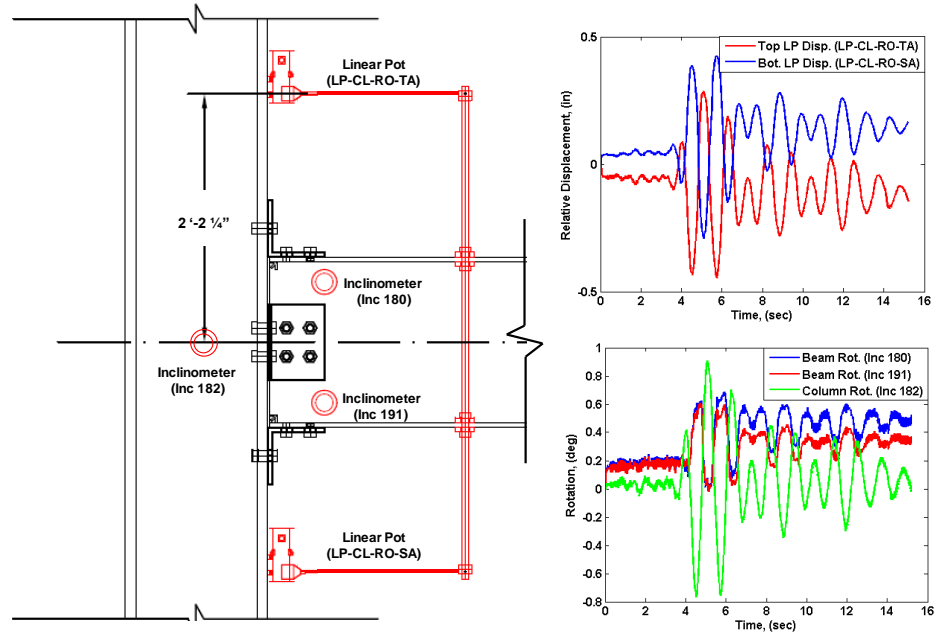 Linear Pot
(LP-CL-RO-TA)
2 ‘-2 ¼”
Inclinometer
(Inc 180)
Inclinometer
(Inc 182)
Inclinometer
(Inc 191)
Linear Pot
(LP-CL-RO-SA)
Top LP Disp. (LP-CL-RO-TA)
Bot. LP Disp. (LP-CL-RO-SA)
Relative Displacement, (in)
0.5
0
-0.5
0 2 4 6 8 10 12 14 16
Time, (sec)
Beam Rot. (Inc 180)
Beam Rot. (Inc 191)
Column Rot. (Inc 182)
Rotation, (deg)
1
0.8
0.6
0.4
0.2
0
-0.2
-0.4
-0.6
-0.8
0 2 4 6 8 10 12 14 16
Time, (sec)